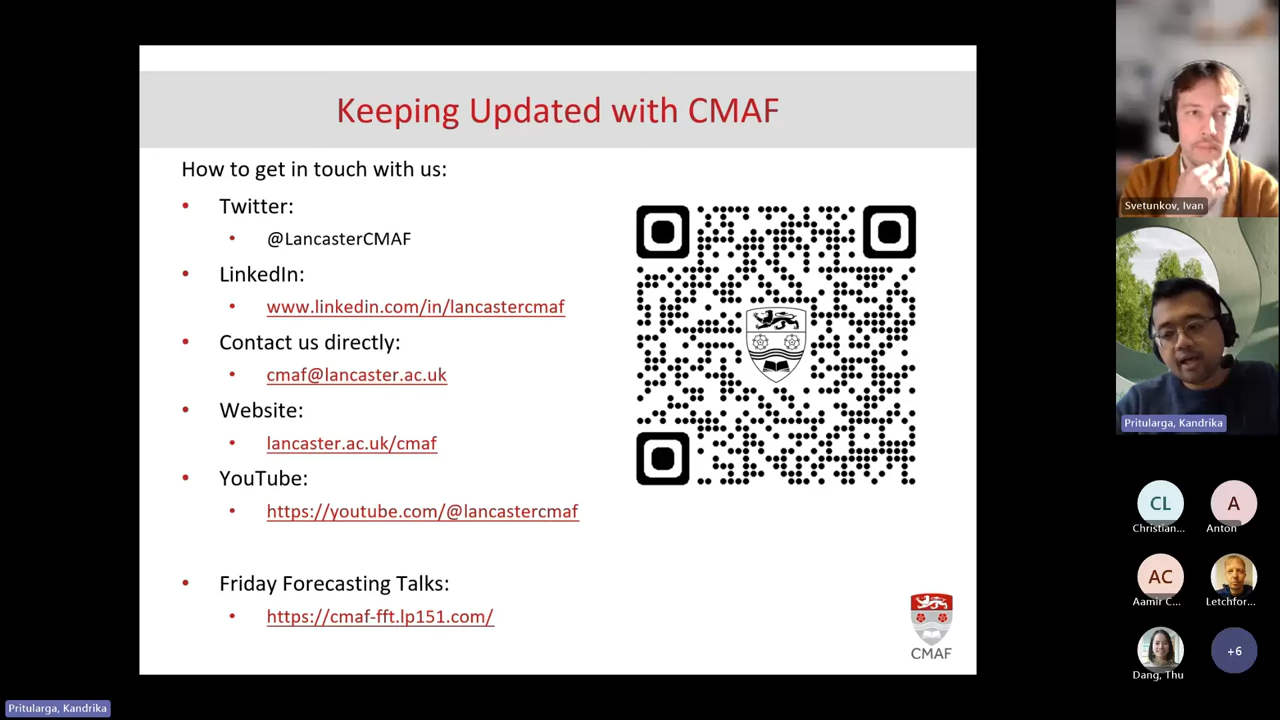 Keeping Updated with CMAF
How to get in touch with us:
• Twitter:
• @LancasterCMAF
• LinkedIn:
• www.linkedin.com/in/lancastercmaf
• Contact us directly:
• cmaf@lancaster.ac.uk
• Website:
• lancaster.ac.uk/cmaf
• YouTube:
• https://youtube.com/@lancastercmaf
• Friday Forecasting Talks:
• https://cmaf-fft.lp151.com/
CMAF
Svetunkov, Ivan
Pritularga, Kandrika
CL
Christian...
A
Anton
AC
Aamir C...
Letchfor...
Dang, Thu
+6
Pritularga, Kandrika